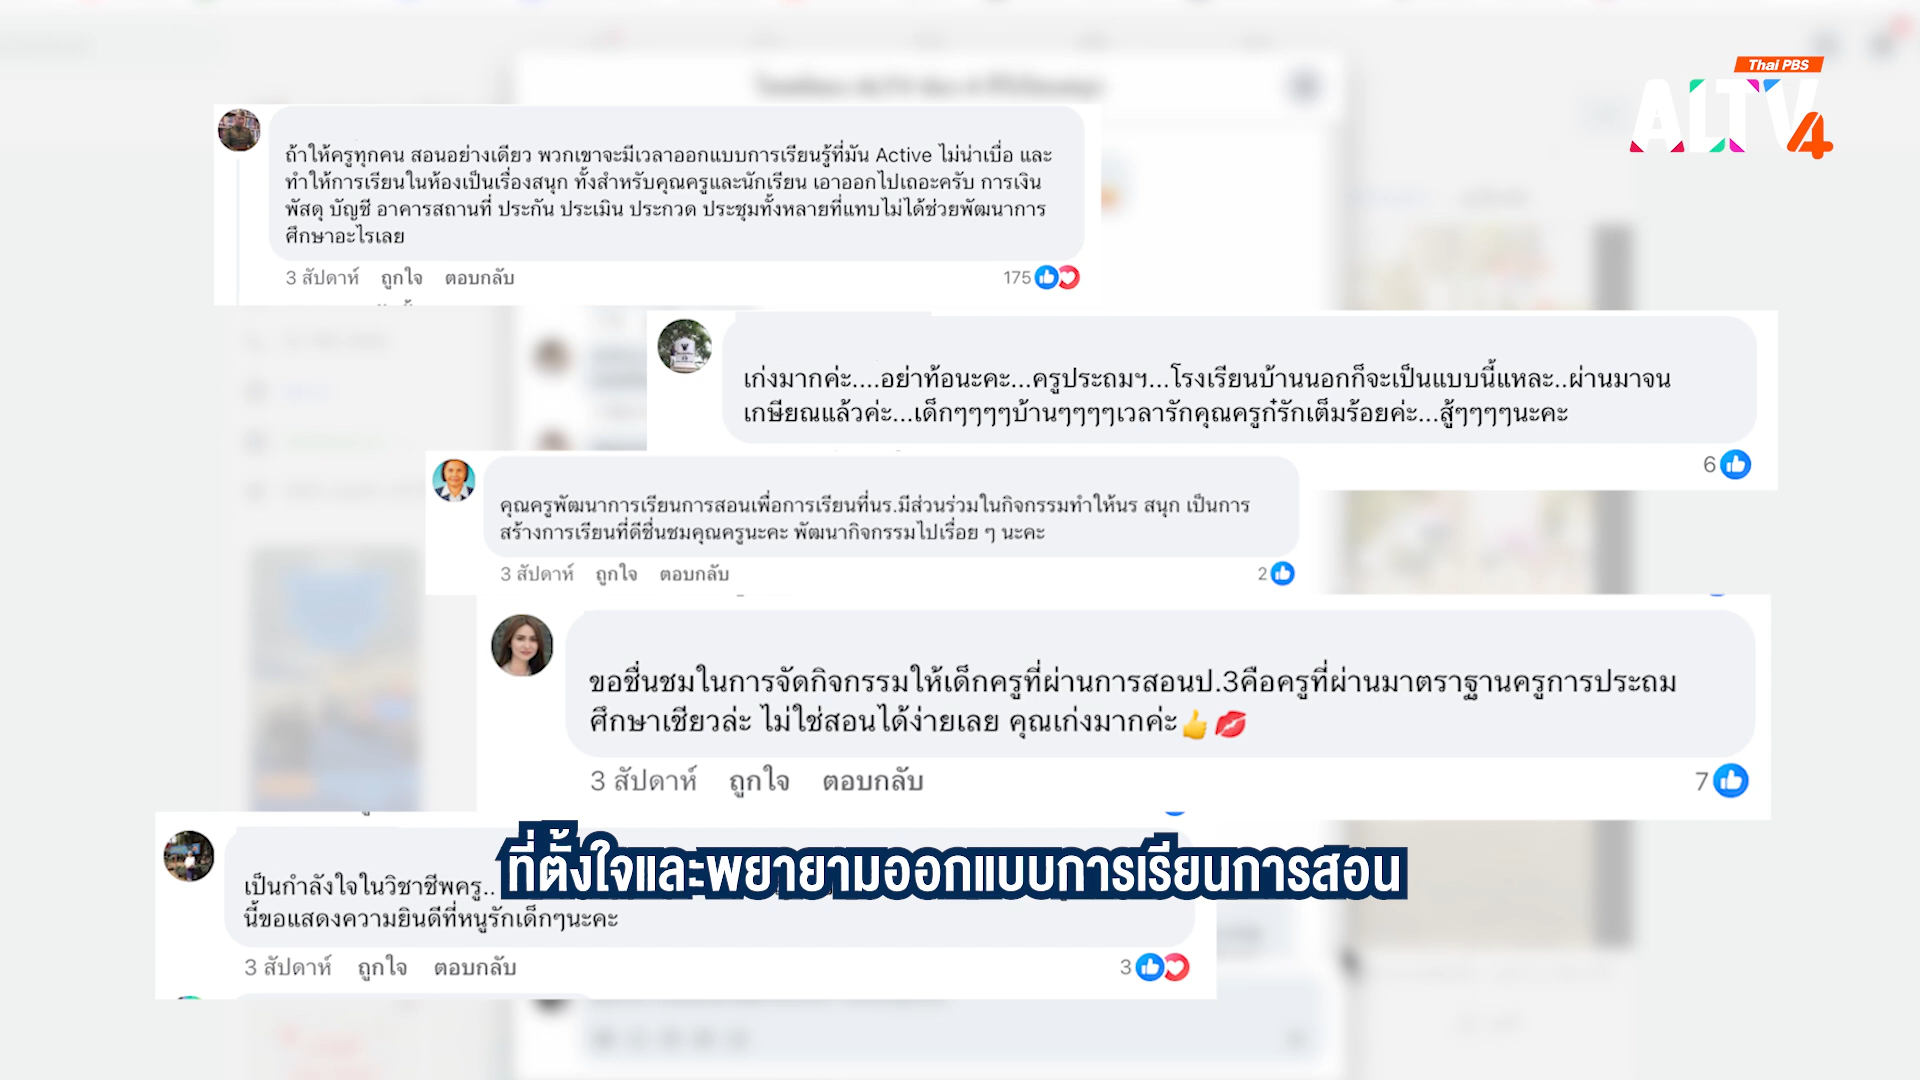 Thai PBS
ALTV4
ถ้าให้ครูทุกคน สอนอย่างเดียว พวกเขาจะมีเวลาออกแบบการเรียนรู้ที่มัน Active ไม่น่าเบื่อ และ
ทำให้การเรียนในห้องเป็นเรื่องสนุก ทั้งสำหรับคุณครูและนักเรียน เอาออกไปเถอะครับ การเงิน
พัสดุ บัญชี อาคารสถานที่ ประกัน ประเมิน ประกวด ประชุมทั้งหลายที่แทบไม่ได้ช่วยพัฒนาการ
ศึกษาอะไรเลย
3 สัปดาห์ ถูกใจ ตอบกลับ 175
เก่งมากค่ะ....อย่าท้อนะคะ...ครูประถมฯ...โรงเรียนบ้านนอกก็จะเป็นแบบนี้แหละ..ผ่านมาจน
เกษียณแล้วค่ะ...เด็กๆๆๆๆบ้านๆๆๆๆเวลารักคุณครูก๋รักเต็มร้อยค่ะ...สู้ๆๆๆๆนะคะ
6
คุณครูพัฒนาการเรียนการสอนเพื่อการเรียนที่นร.มีส่วนร่วมในกิจกรรมทำให้นร สนุก เป็นการ
สร้างการเรียนที่ดีชื่นชมคุณครูนะคะ พัฒนากิจกรรมไปเรื่อย ๆ นะคะ
3 สัปดาห์ ถูกใจ ตอบกลับ 2
ขอชื่นชมในการจัดกิจกรรมให้เด็กครูที่ผ่านการสอนป.3คือครูที่ผ่านมาตราฐานครูการประถม
ศึกษาเชียวล่ะ ไม่ใช่สอนได้ง่ายเลย คุณเก่งมากค่ะ👍💋
3 สัปดาห์ ถูกใจ ตอบกลับ 7
เป็นกำลังใจในวิชาชีพครู..
นี้ขอแสดงความยินดีที่หนูรักเด็กๆนะคะ
3 สัปดาห์ ถูกใจ ตอบกลับ 3
ที่ตั้งใจและพยายามออกแบบการเรียนการสอน